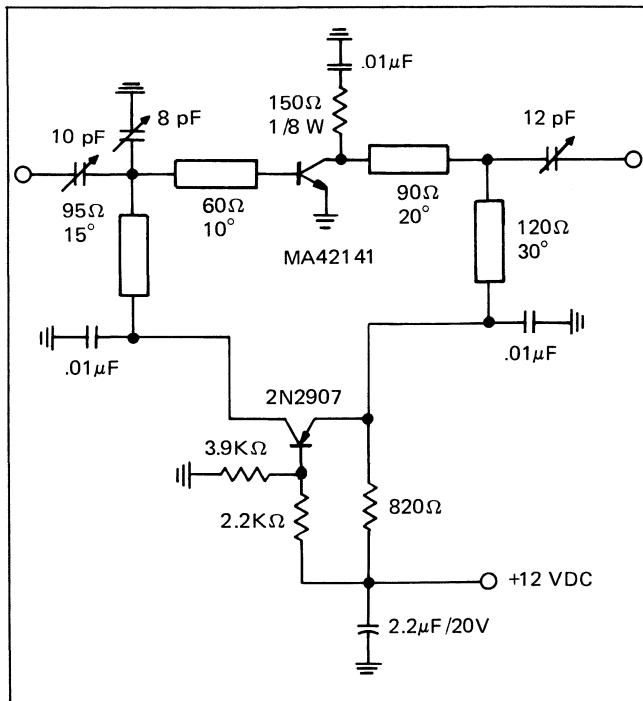 .01µF
150Ω
1/8 W
8 pF
10 pF
12 pF
95Ω
15°
60Ω
10°
90Ω
20°
120Ω
30°
MA42141
.01µF
.01µF
2N2907
3.9KΩ
2.2KΩ
820Ω
+12 VDC
2.2µF/20V